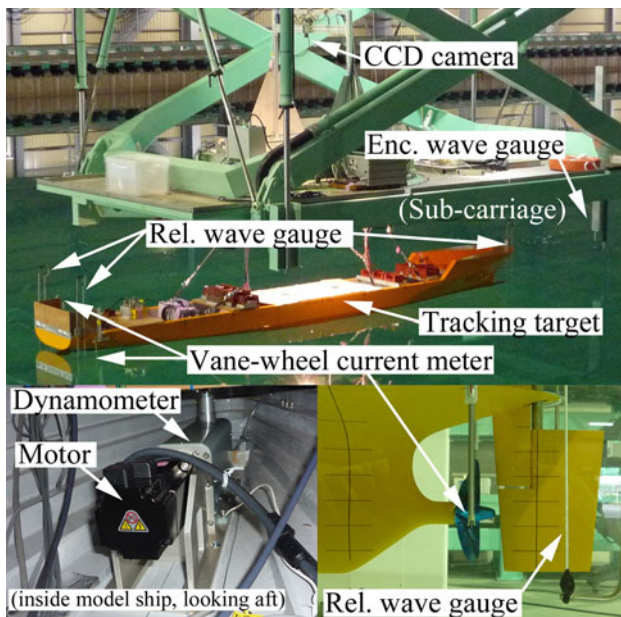 CCD camera
Enc. wave gauge
(Sub-carriage)
Rel. wave gauge
Tracking target
Vane-wheel current meter
Dynamometer
Motor
(inside model ship, looking aft)
Rel. wave gauge